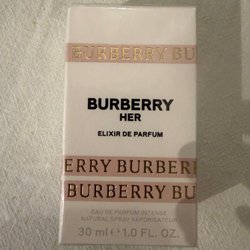 BURBERRY BU
BURBERRY
HER
ELIXIR DE PARFUM
ERRY BURBERR
BURBERRY BU
EAU DE PARFUM INTENSE
NATURAL SPRAY VAPORISATEUR
30 ml ℮ 1.0 FL. OZ.